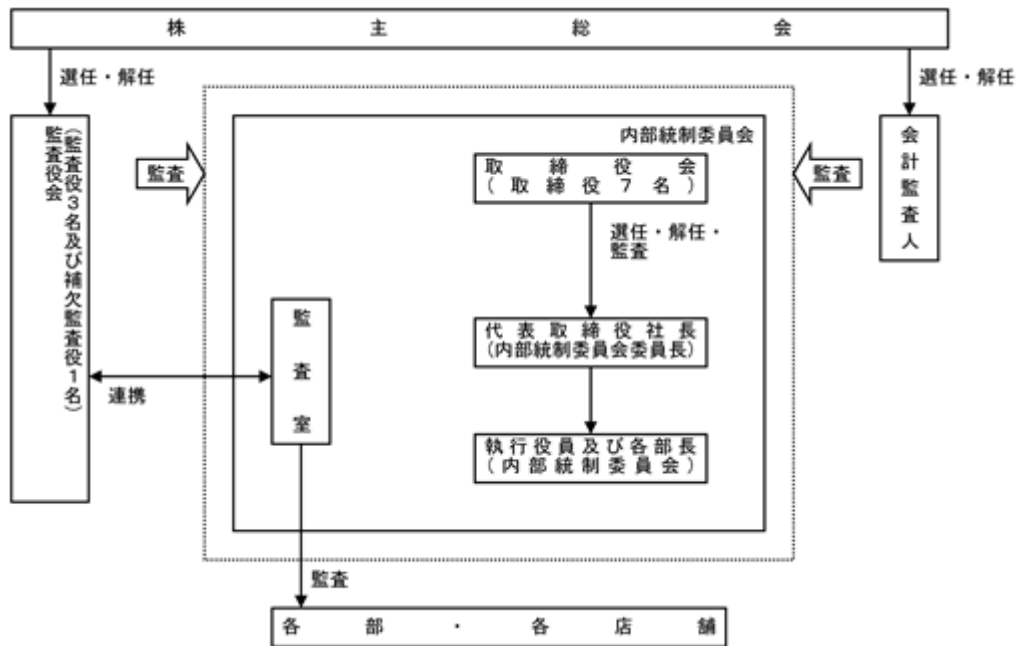 株主総会
選任・解任
選任・解任
監査役会
(監査役3名及び補欠監査役1名)
監査
内部統制委員会
取締役会
(取締役7名)
監査
会計監査人
選任・解任・
監査
監査室
代表取締役社長
(内部統制委員会委員長)
連携
執行役員及び各部長
(内部統制委員会)
監査
各部・各店舗